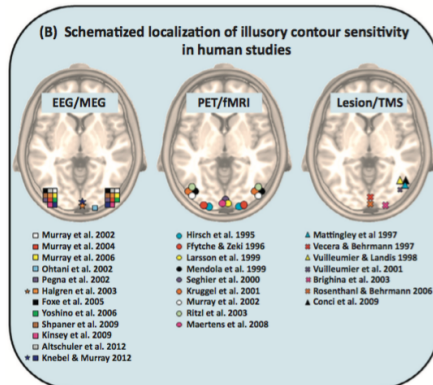 (B) Schematized localization of illusory contour sensitivity
in human studies
EEG/MEG
PET/fMRI
Lesion/TMS
Murray et al. 2002
Murray et al. 2004
Murray et al. 2006
Ohtani et al. 2002
Pegna et al. 2002
Halgren et al. 2003
Foxe et al. 2005
Yoshino et al. 2006
Shpaner et al. 2009
Kinsey et al. 2009
Altschuler et al. 2012
Knebel & Murray 2012
Hirsch et al. 1995
Ffytche & Zeki 1996
Larsson et al. 1999
Mendola et al. 1999
Seghier et al. 2000
Kruggel et al. 2001
Murray et al. 2002
Ritzl et al. 2003
Maertens et al. 2008
Mattingley et al 1997
Vecera & Behrmann 1997
Vuilleumier & Landis 1998
Vuilleumier et al. 2001
Brighina et al. 2003
Rosenthanl & Behrmann 2006
Conci et al. 2009